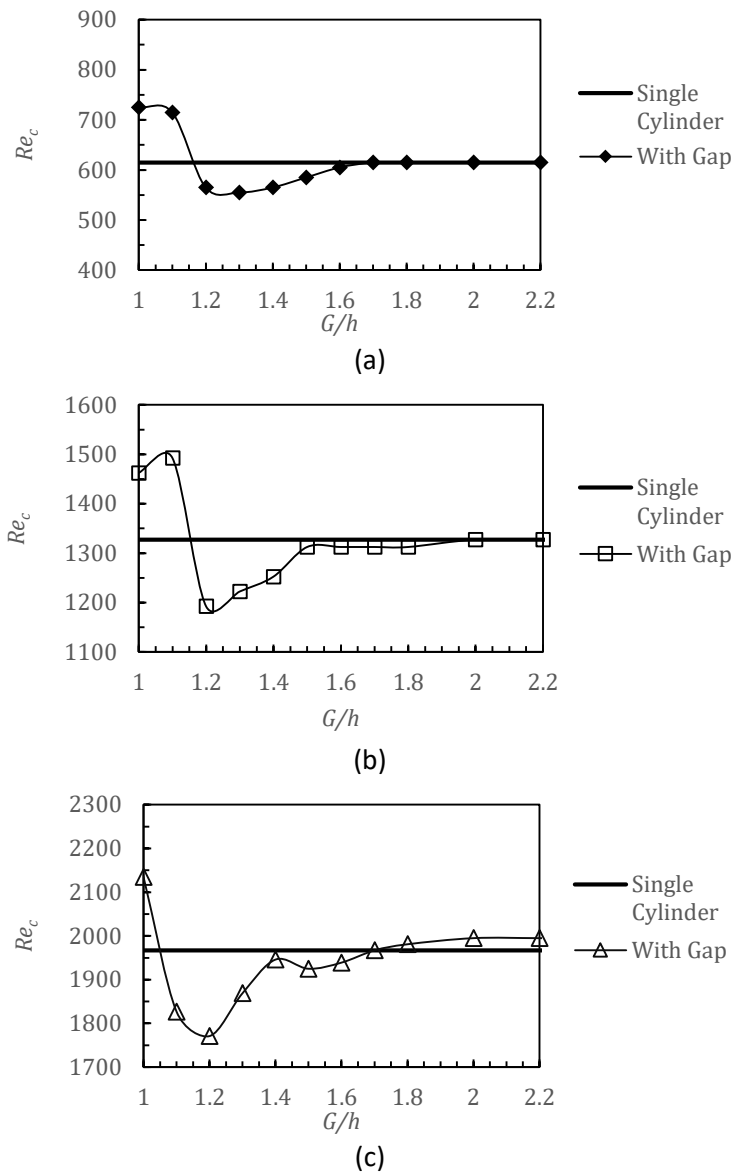 900
800
700
600
500
400
Re_c
1 1.2 1.4 1.6 1.8 2 2.2
G/h
Single
Cylinder
With Gap
(a)
1600
1500
1400
1300
1200
1100
Re_c
1 1.2 1.4 1.6 1.8 2 2.2
G/h
Single
Cylinder
With Gap
(b)
2300
2200
2100
2000
1900
1800
1700
Re_c
1 1.2 1.4 1.6 1.8 2 2.2
G/h
Single
Cylinder
With Gap
(c)